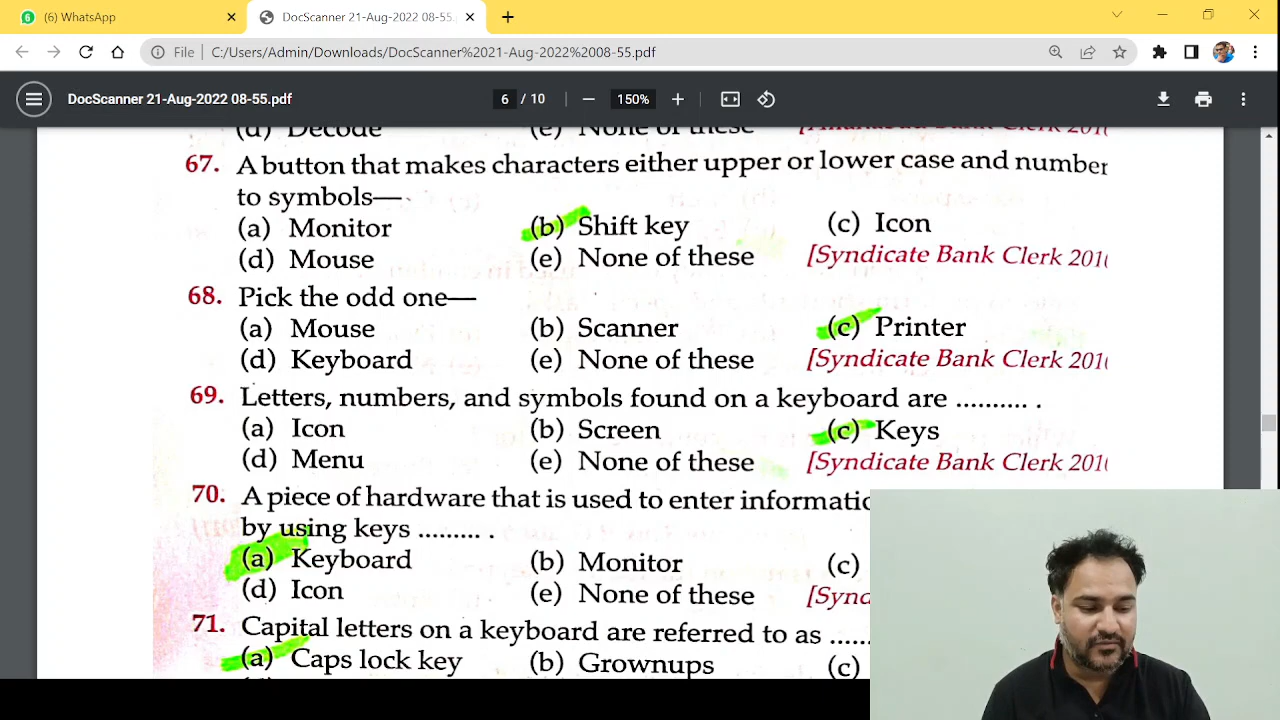 (6) WhatsApp
DocScanner 21-Aug-2022 08-55.
File C:/Users/Admin/Downloads/DocScanner%2021-Aug-2022%2008-55.pdf
DocScanner 21-Aug-2022 08-55.pdf 6 / 10 150%
(d) Decode (e) None of these
67. A button that makes characters either upper or lower case and number
to symbols—
(a) Monitor (b) Shift key (c) Icon
(d) Mouse (e) None of these [Syndicate Bank Clerk 201
68. Pick the odd one—
(a) Mouse (b) Scanner (c) Printer
(d) Keyboard (e) None of these [Syndicate Bank Clerk 201
69. Letters, numbers, and symbols found on a keyboard are .......... .
(a) Icon (b) Screen (c) Keys
(d) Menu (e) None of these [Syndicate Bank Clerk 201
70. A piece of hardware that is used to enter informatic
by using keys ......... .
(a) Keyboard (b) Monitor (c)
(d) Icon (e) None of these [Synd
71. Capital letters on a keyboard are referred to as ......
(a) Caps lock key (b) Grownups (c)